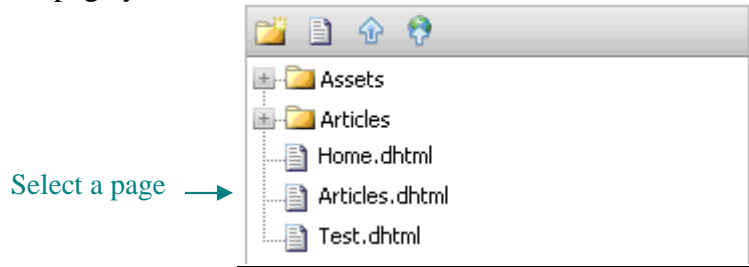 Assets
Articles
Home.dhtml
Select a page
Articles.dhtml
Test.dhtml